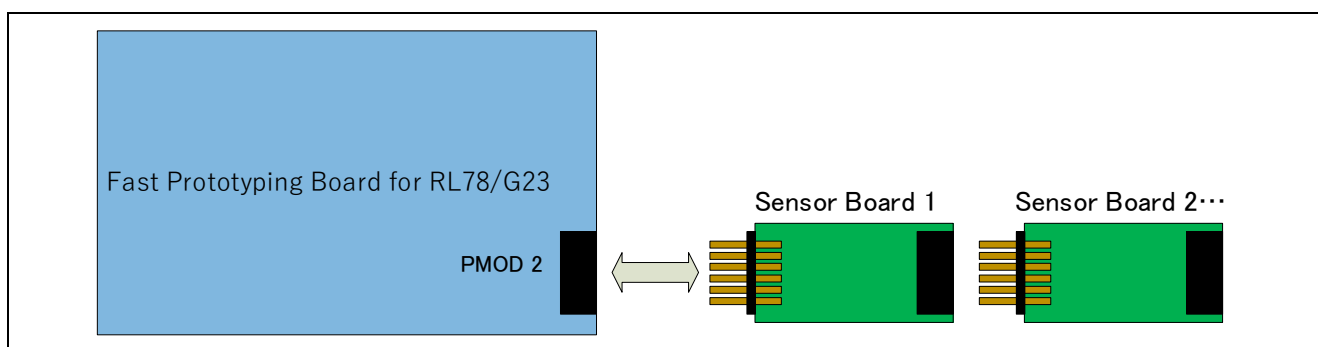 Fast Prototyping Board for RL78/G23
Sensor Board 1
Sensor Board 2･･･
PMOD 2